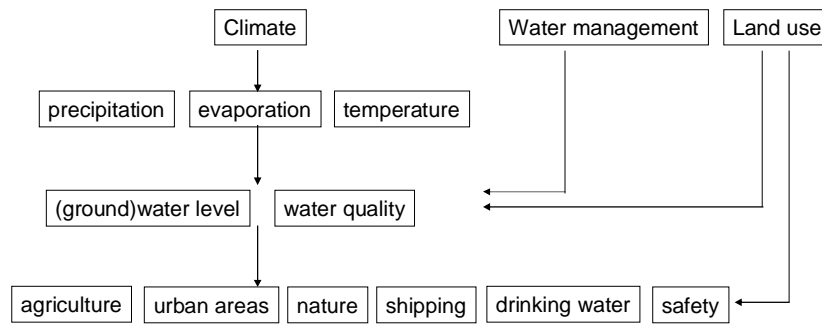 Climate
Water management
Land use
precipitation
evaporation
temperature
(ground)water level
water quality
agriculture
urban areas
nature
shipping
drinking water
safety